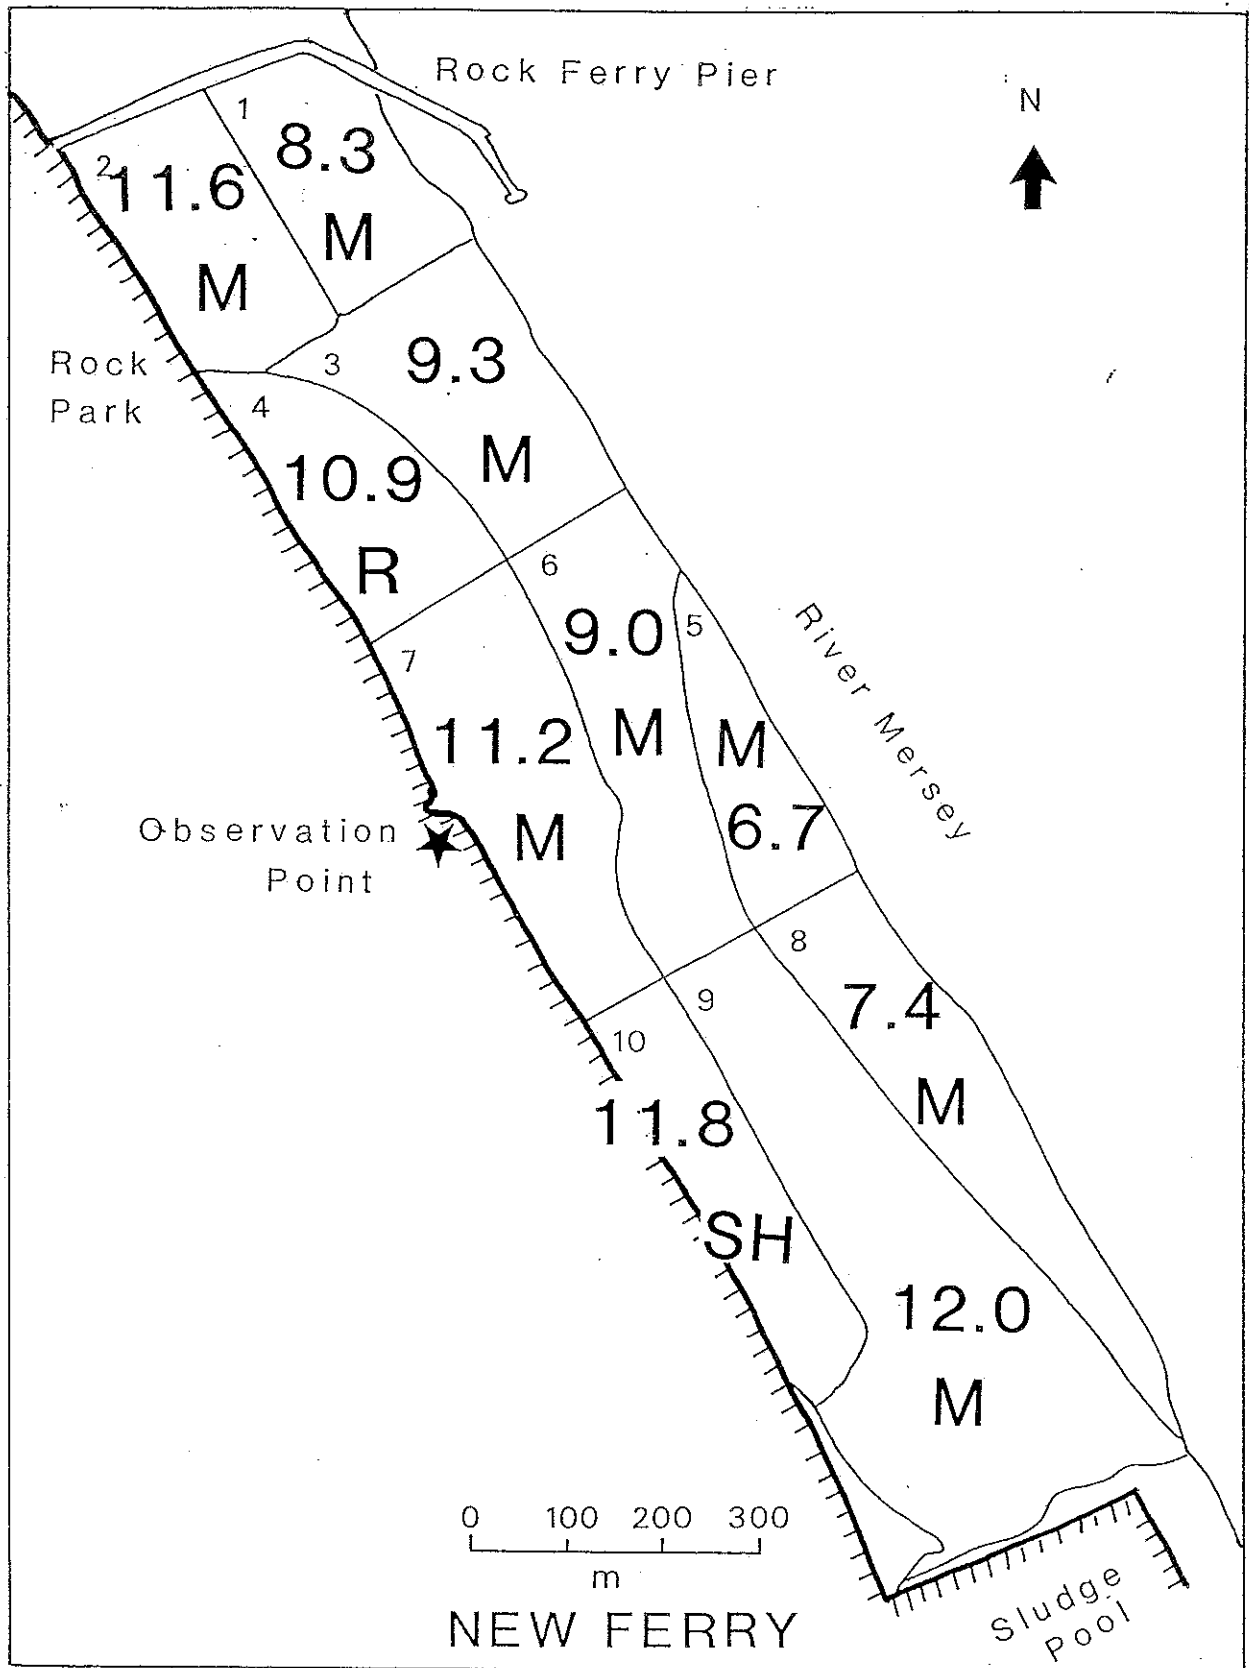 Rock Ferry Pier
N
1
8.3
M
2
11.6
M
Rock
Park
3
9.3
M
4
10.9
R
6
9.0
M
5
M
6.7
River Mersey
7
11.2
M
Observation
Point
8
7.4
M
9
12.0
M
10
11.8
SH
0 100 200 300
m
NEW FERRY
Sludge
Pool